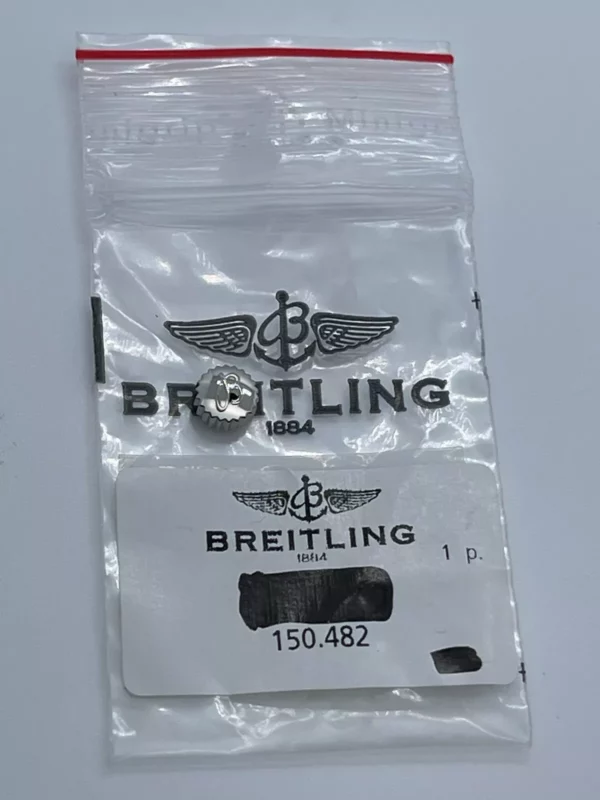 B
BREITLING
1884
B
BREITLING
1884
1 p.
150.482